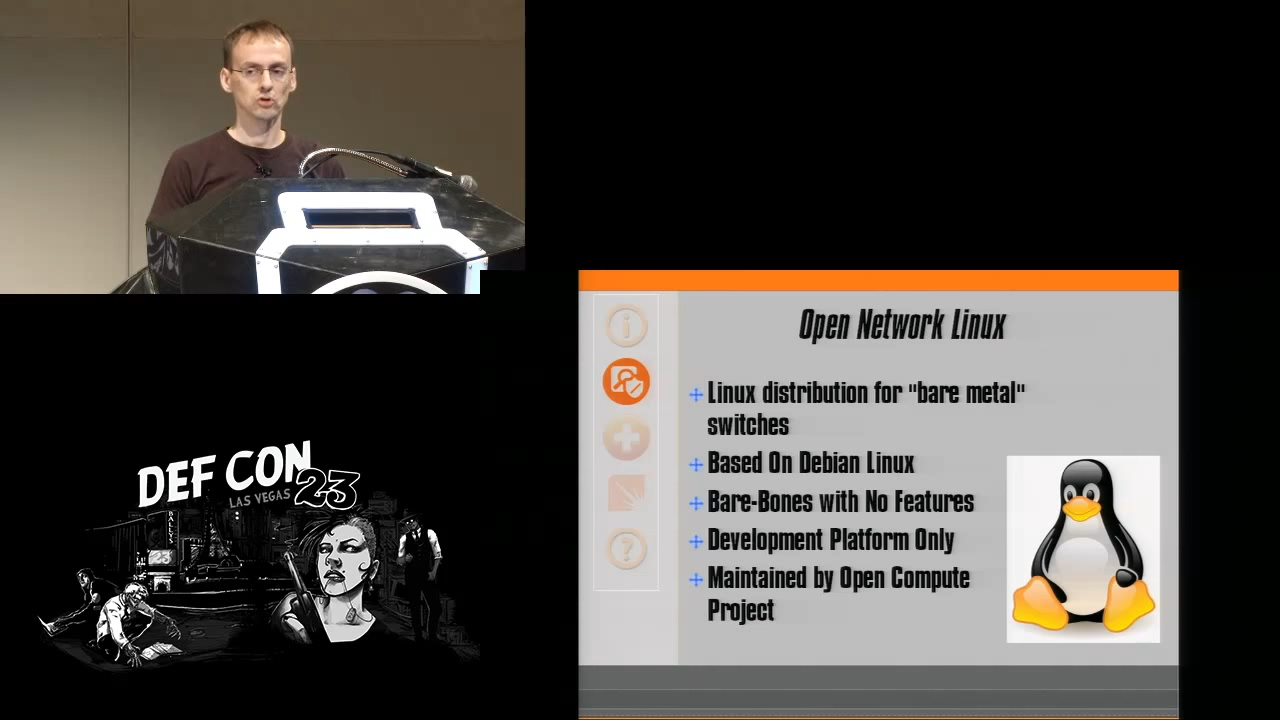 Open Network Linux
Linux distribution for "bare metal"
switches
Based On Debian Linux
Bare-Bones with No Features
Development Platform Only
Maintained by Open Compute
Project
DEF CON
LAS VEGAS 23
BALLY'S